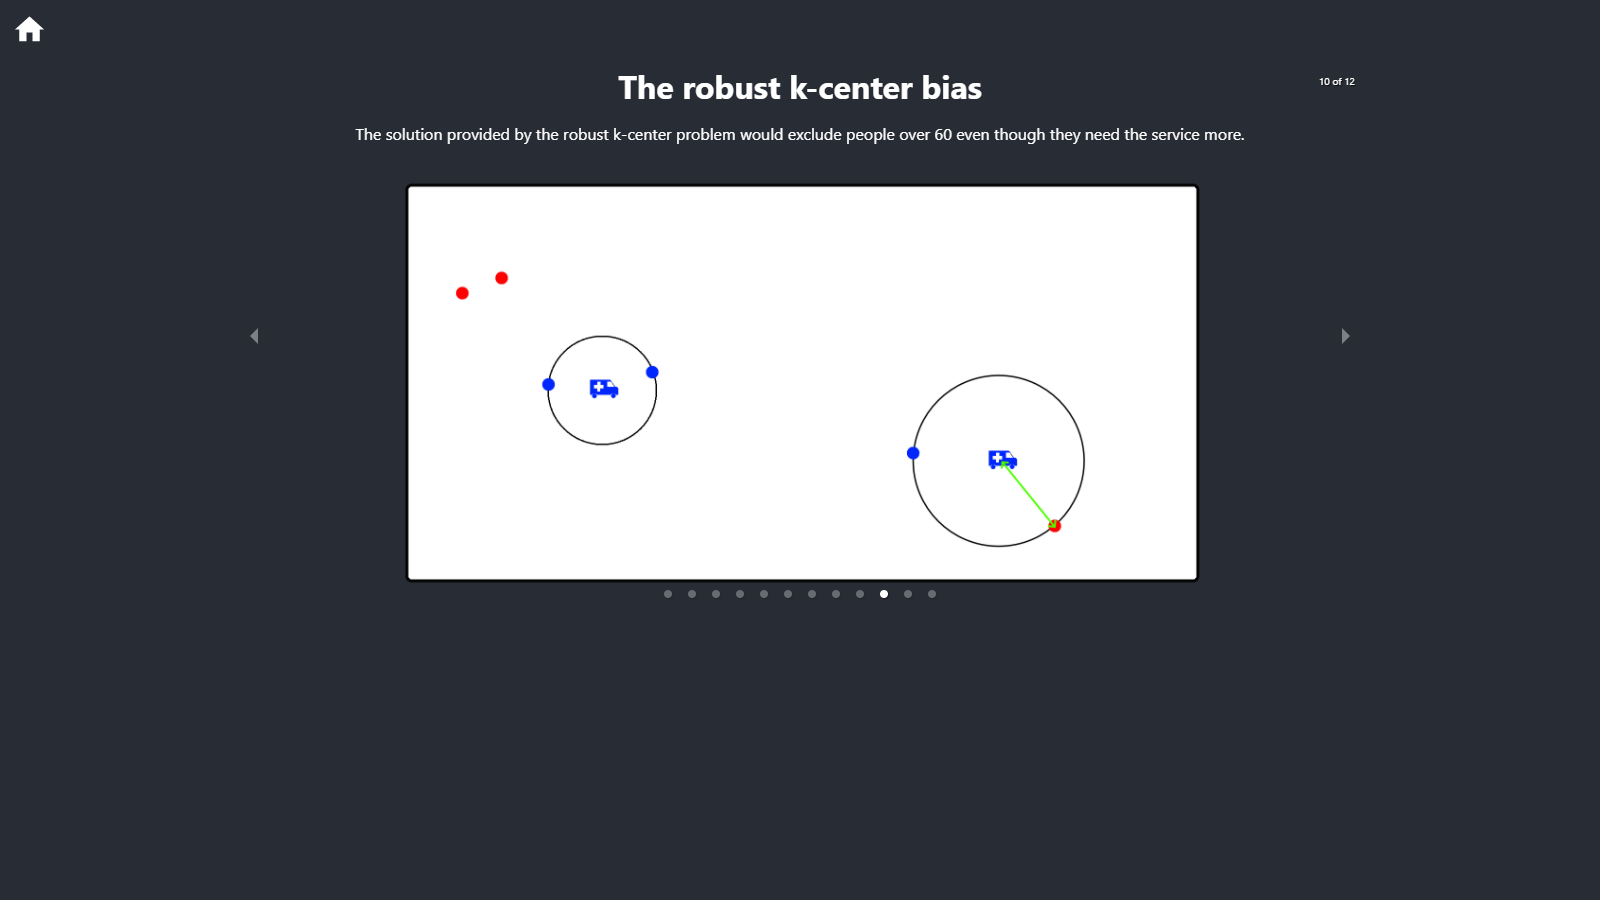 The robust k-center bias
10 of 12
The solution provided by the robust k-center problem would exclude people over 60 even though they need the service more.